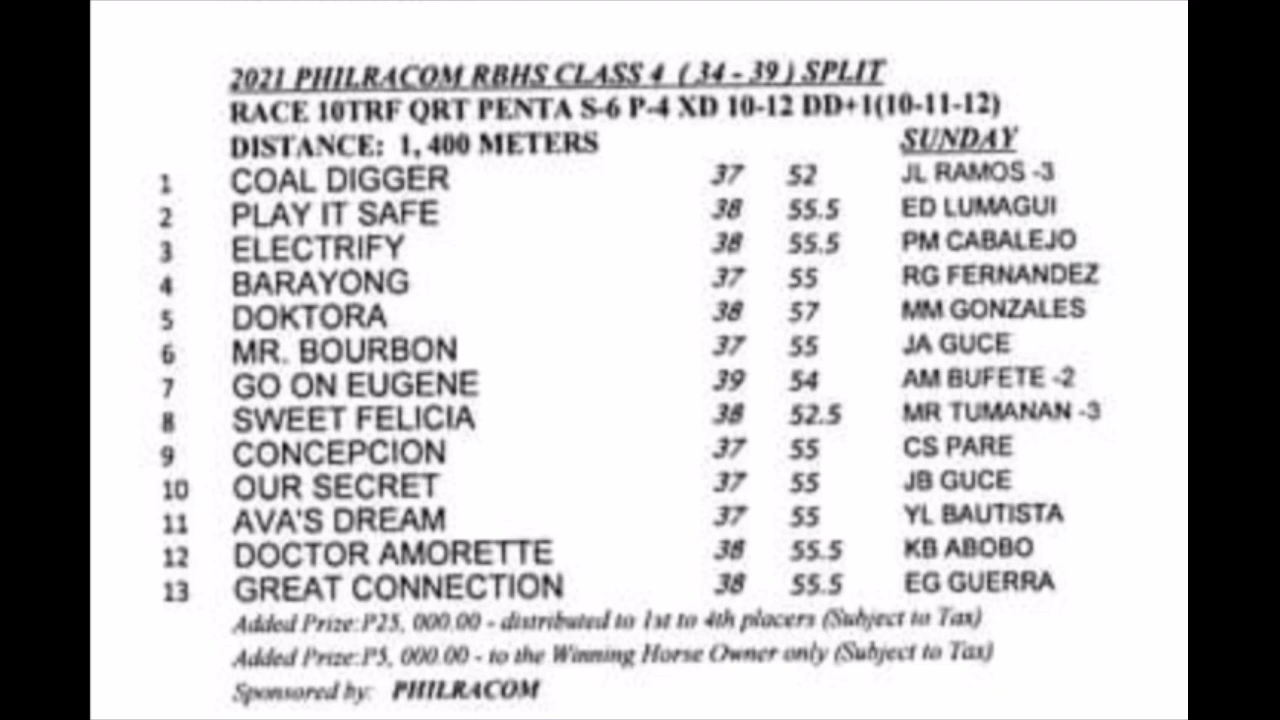 2021 PHILRACOM RBHS CLASS 4 ( 34 - 39 ) SPLIT
RACE 10TRF QRT PENTA S-6 P-4 XD 10-12 DD+1(10-11-12)
DISTANCE: 1, 400 METERS SUNDAY
1 COAL DIGGER 37 52 JL RAMOS -3
2 PLAY IT SAFE 38 55.5 ED LUMAGUI
3 ELECTRIFY 38 55.5 PM CABALEJO
4 BARAYONG 37 55 RG FERNANDEZ
5 DOKTORA 38 57 MM GONZALES
6 MR. BOURBON 37 55 JA GUCE
7 GO ON EUGENE 39 54 AM BUFETE -2
8 SWEET FELICIA 38 52.5 MR TUMANAN -3
9 CONCEPCION 37 55 CS PARE
10 OUR SECRET 37 55 JB GUCE
11 AVA'S DREAM 37 55 YL BAUTISTA
12 DOCTOR AMORETTE 38 55.5 KB ABOBO
13 GREAT CONNECTION 38 55.5 EG GUERRA
Added Prize:P25, 000.00 - distributed to 1st to 4th placers (Subject to Tax)
Added Prize:P5, 000.00 - to the Winning Horse Owner only (Subject to Tax)
Sponsored by: PHILRACOM